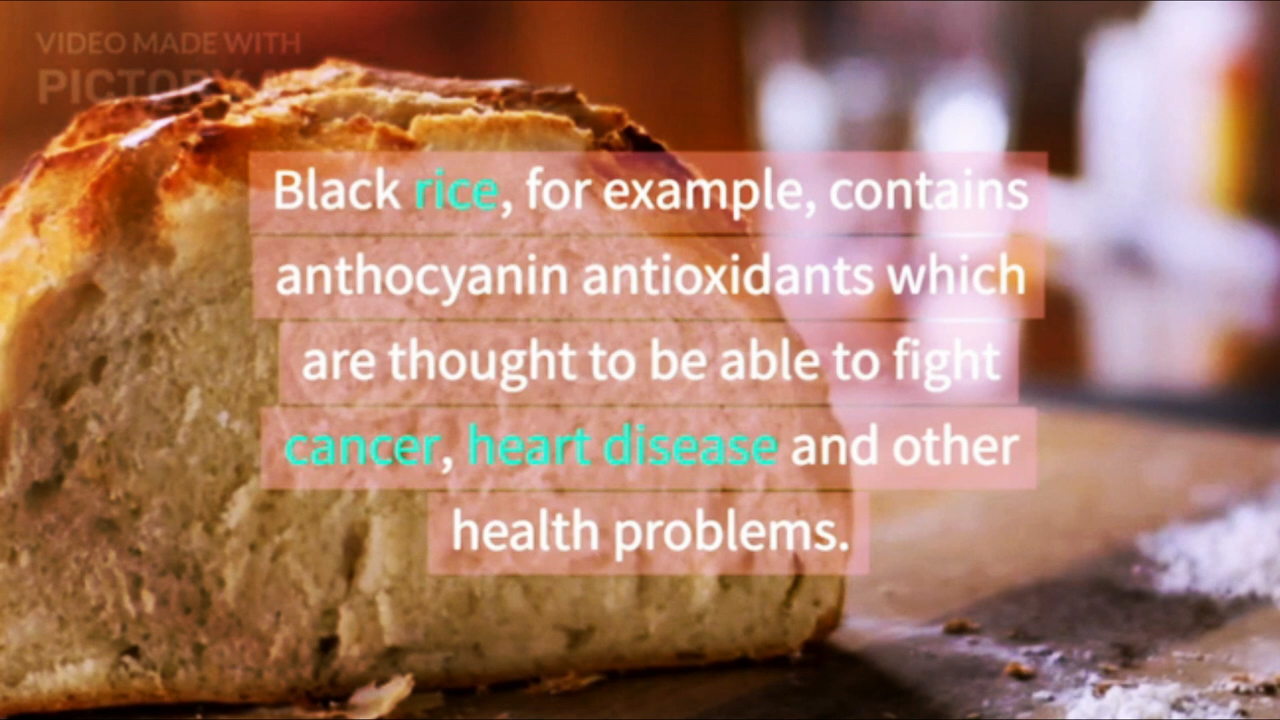 VIDEO MADE WITH
PICTORY
Black rice, for example, contains
anthocyanin antioxidants which
are thought to be able to fight
cancer, heart disease and other
health problems.